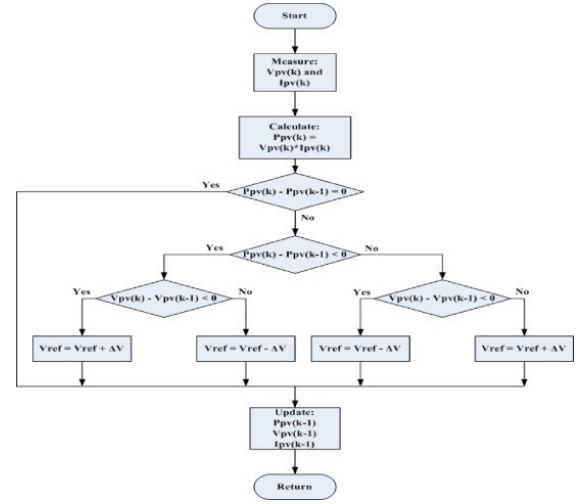 Start
Measure:
Vpv(k) and
Ipv(k)
Calculate:
Ppv(k) =
Vpv(k)*Ipv(k)
Yes
Ppv(k) - Ppv(k-1) = 0
No
Yes
Ppv(k) - Ppv(k-1) < 0
No
Yes
Vpv(k) - Vpv(k-1) < 0
No
Yes
Vpv(k) - Vpv(k-1) < 0
No
Vref = Vref + ΔV
Vref = Vref - ΔV
Vref = Vref - ΔV
Vref = Vref + ΔV
Update:
Ppv(k-1)
Vpv(k-1)
Ipv(k-1)
Return